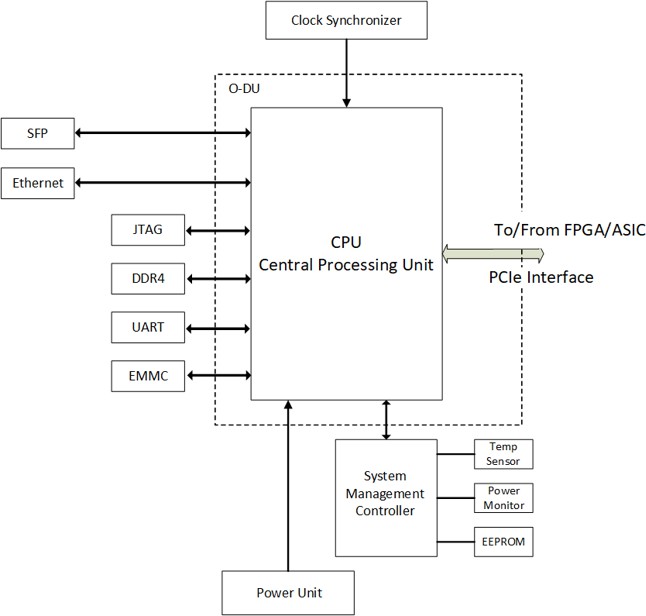 Clock Synchronizer
O-DU
SFP
Ethernet
JTAG
DDR4
UART
EMMC
CPU
Central Processing Unit
To/From FPGA/ASIC
PCIe Interface
System
Management
Controller
Temp
Sensor
Power
Monitor
EEPROM
Power Unit